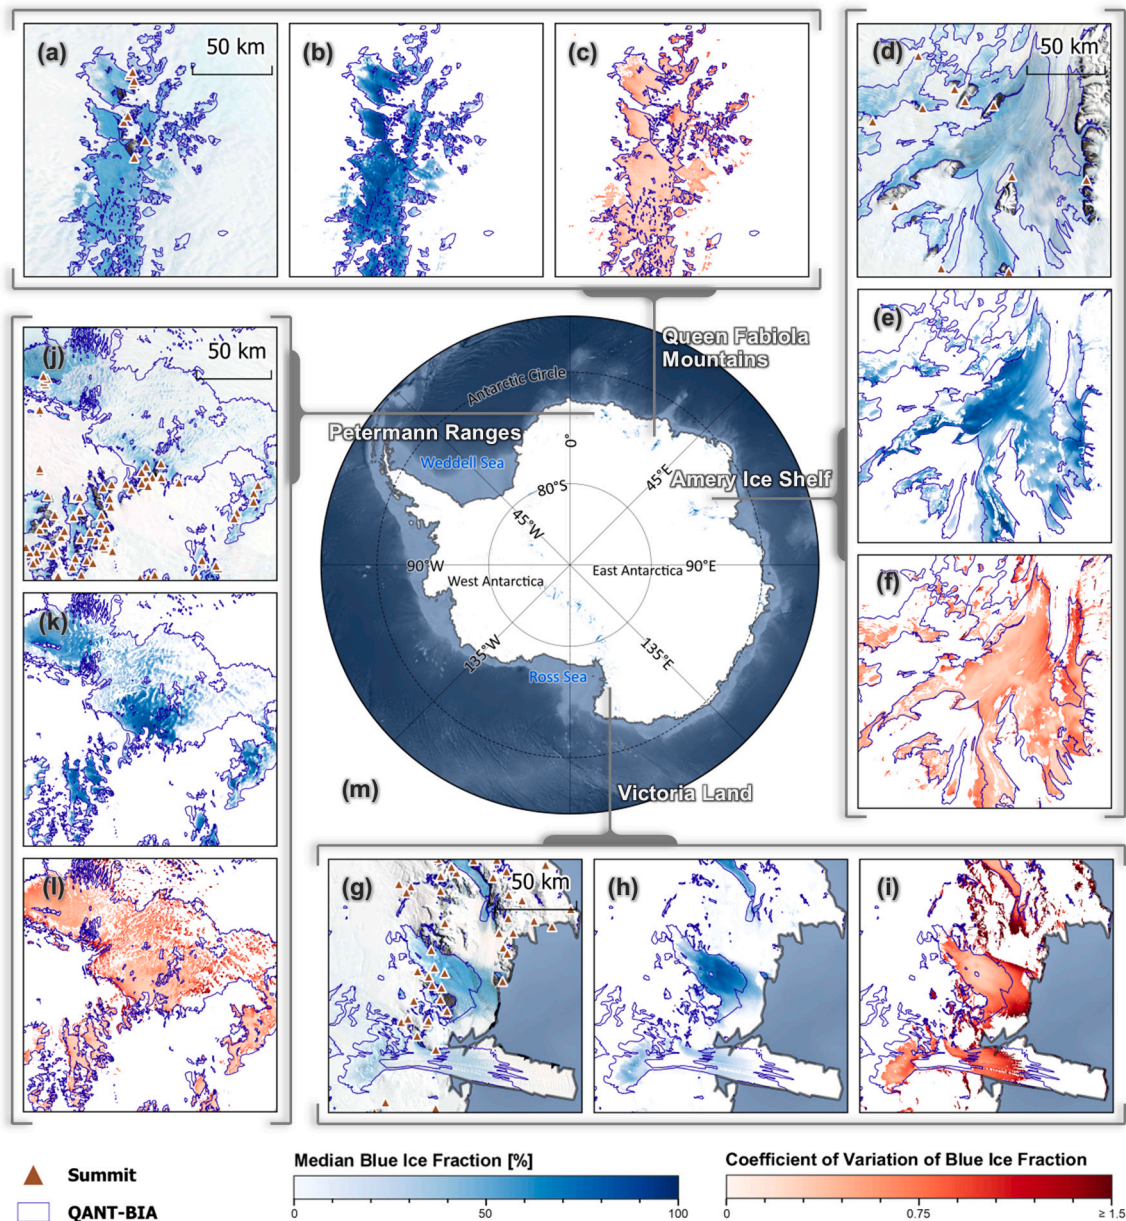 (a)
50 km
(b)
(c)
(d)
50 km
(e)
(f)
(j)
50 km
(k)
(l)
Queen Fabiola
Mountains
Antarctic Circle
Petermann Ranges
Weddell Sea
0°
45°E
Amery Ice Shelf
80°S
45°W
90°W
West Antarctica
East Antarctica
90°E
135°W
135°E
Ross Sea
(m)
Victoria Land
(g)
50 km
(h)
(i)
Summit
QANT-BIA
Median Blue Ice Fraction [%]
0
50
100
Coefficient of Variation of Blue Ice Fraction
0
0.75
≥ 1.5